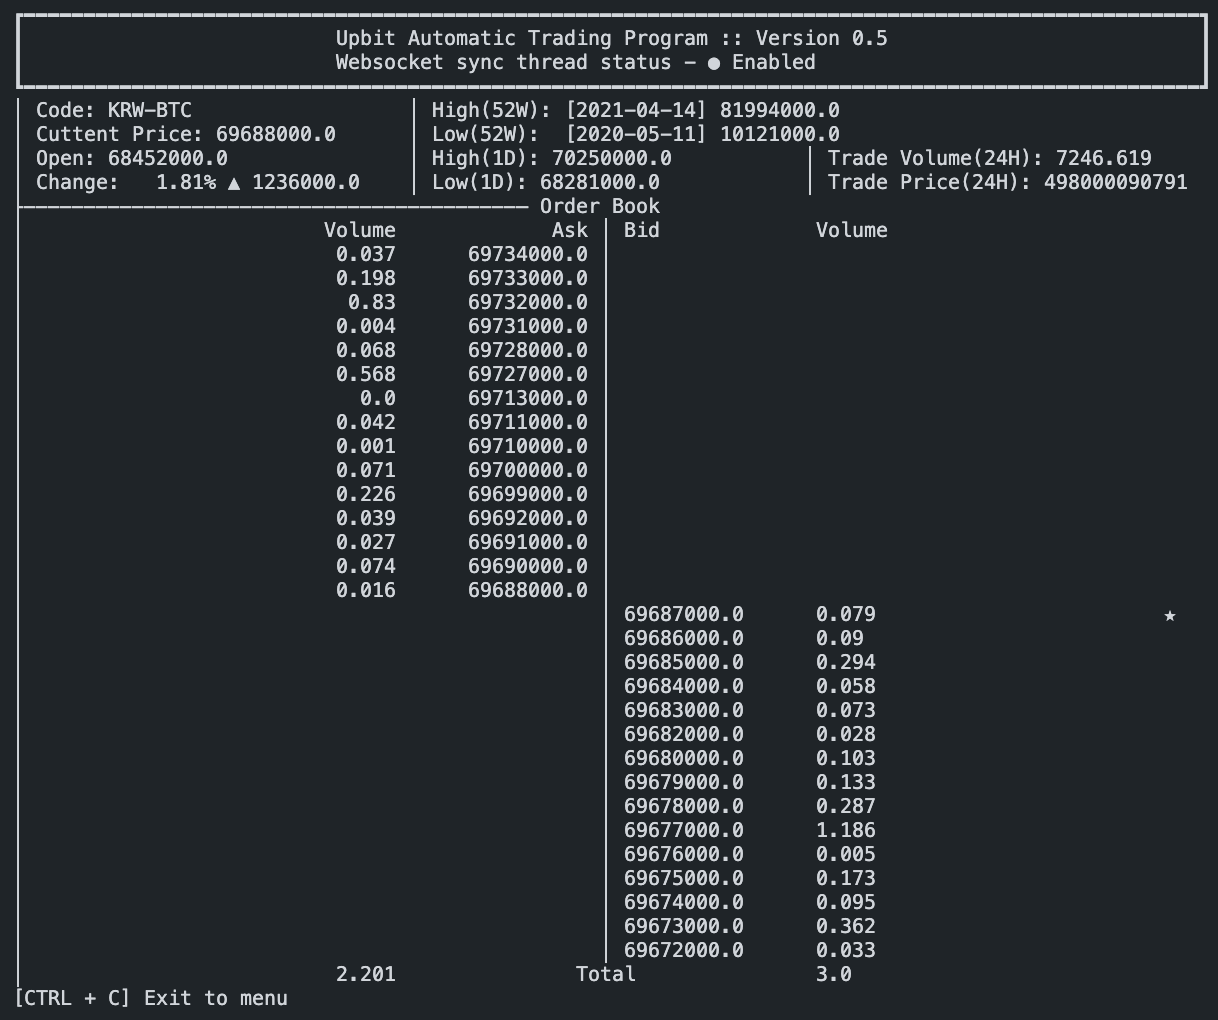 Upbit Automatic Trading Program :: Version 0.5
Websocket sync thread status - ● Enabled
Code: KRW-BTC High(52W): [2021-04-14] 81994000.0
Cuttent Price: 69688000.0 Low(52W): [2020-05-11] 10121000.0
Open: 68452000.0 High(1D): 70250000.0 Trade Volume(24H): 7246.619
Change: 1.81% ▲ 1236000.0 Low(1D): 68281000.0 Trade Price(24H): 498000090791
Order Book
Volume Ask Bid Volume
0.037 69734000.0
0.198 69733000.0
0.83 69732000.0
0.004 69731000.0
0.068 69728000.0
0.568 69727000.0
0.0 69713000.0
0.042 69711000.0
0.001 69710000.0
0.071 69700000.0
0.226 69699000.0
0.039 69692000.0
0.027 69691000.0
0.074 69690000.0
0.016 69688000.0
69687000.0 0.079 ★
69686000.0 0.09
69685000.0 0.294
69684000.0 0.058
69683000.0 0.073
69682000.0 0.028
69680000.0 0.103
69679000.0 0.133
69678000.0 0.287
69677000.0 1.186
69676000.0 0.005
69675000.0 0.173
69674000.0 0.095
69673000.0 0.362
69672000.0 0.033
2.201 Total 3.0
[CTRL + C] Exit to menu